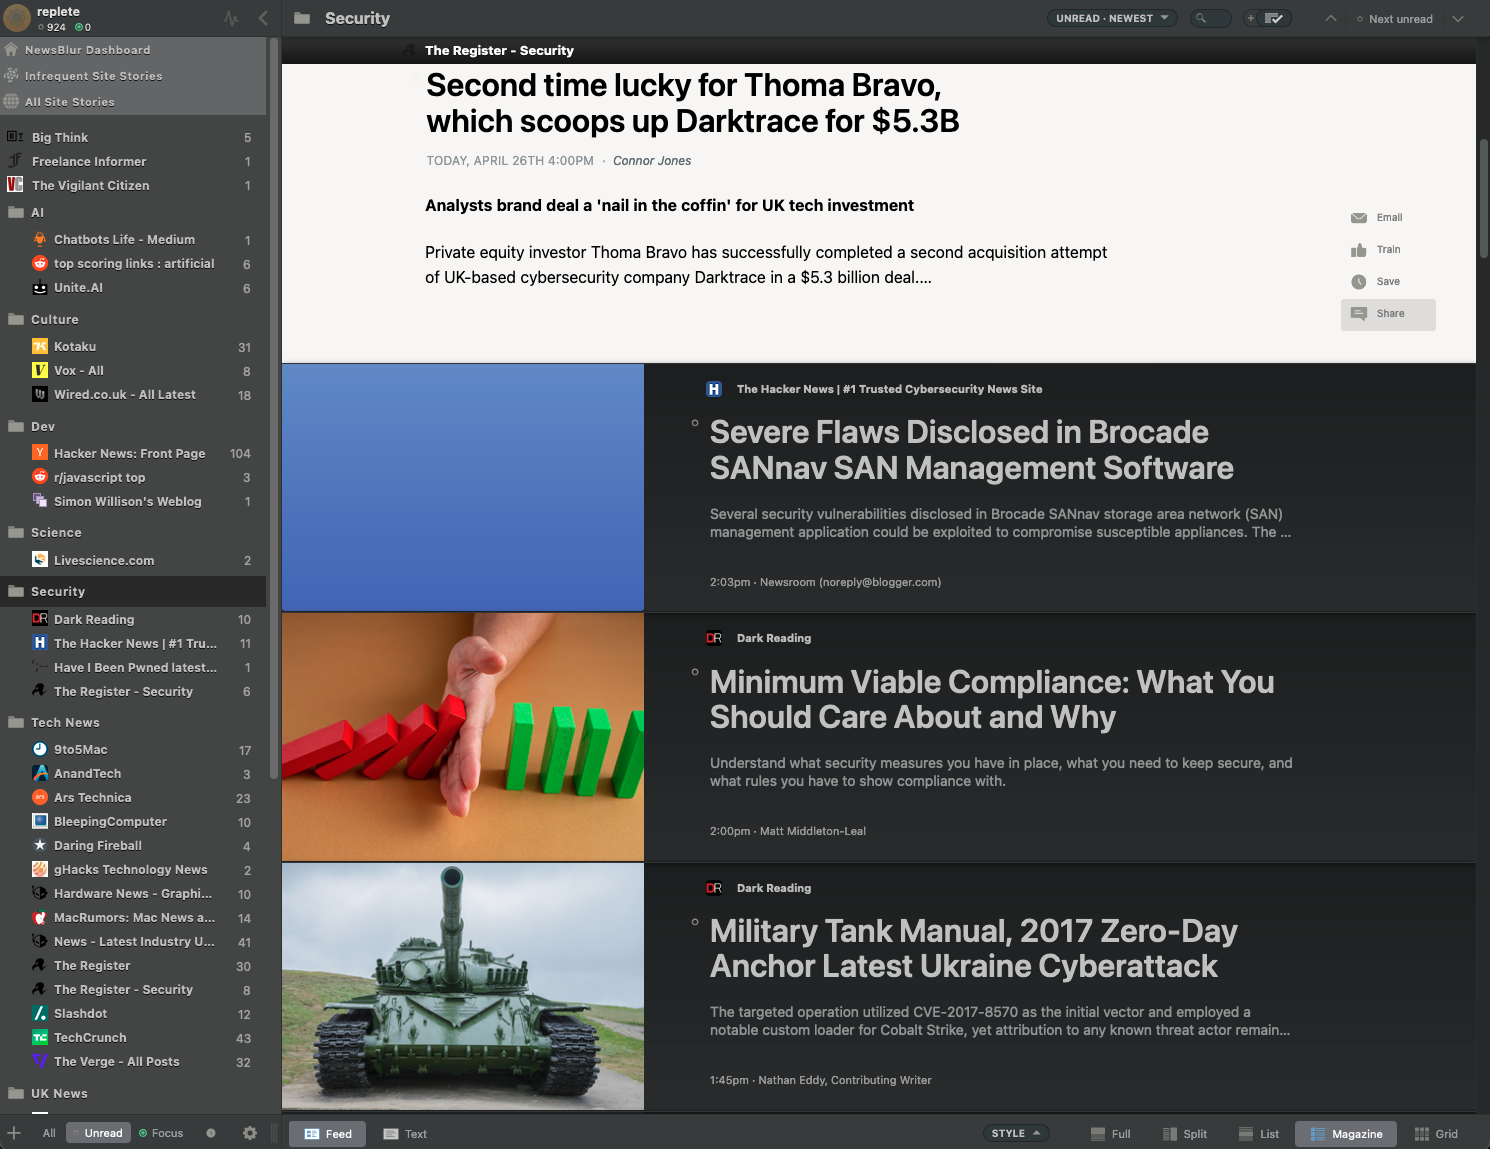 replete
924 0
NewsBlur Dashboard
Infrequent Site Stories
All Site Stories
Big Think 5
Freelance Informer 1
The Vigilant Citizen 1
AI
Chatbots Life - Medium 1
top scoring links : artificial 6
Unite.AI 6
Culture
Kotaku 31
Vox - All 8
Wired.co.uk - All Latest 18
Dev
Hacker News: Front Page 104
r/javascript top 3
Simon Willison's Weblog 1
Science
Livescience.com 2
Security
Dark Reading 10
The Hacker News | #1 Tru... 11
Have I Been Pwned latest... 1
The Register - Security 6
Tech News
9to5Mac 17
AnandTech 3
Ars Technica 23
BleepingComputer 10
Daring Fireball 4
gHacks Technology News 2
Hardware News - Graphi... 10
MacRumors: Mac News a... 14
News - Latest Industry U... 41
The Register 30
The Register - Security 8
Slashdot 12
TechCrunch 43
The Verge - All Posts 32
UK News
All Unread Focus
Security
UNREAD · NEWEST
Next unread
The Register - Security
Second time lucky for Thoma Bravo,
which scoops up Darktrace for $5.3B
TODAY, APRIL 26TH 4:00PM · Connor Jones
Analysts brand deal a 'nail in the coffin' for UK tech investment
Private equity investor Thoma Bravo has successfully completed a second acquisition attempt
of UK-based cybersecurity company Darktrace in a $5.3 billion deal....
Email
Train
Save
Share
H The Hacker News | #1 Trusted Cybersecurity News Site
Severe Flaws Disclosed in Brocade
SANnav SAN Management Software
Several security vulnerabilities disclosed in Brocade SANnav storage area network (SAN)
management application could be exploited to compromise susceptible appliances. The ...
2:03pm · Newsroom (noreply@blogger.com)
DR Dark Reading
Minimum Viable Compliance: What You
Should Care About and Why
Understand what security measures you have in place, what you need to keep secure, and
what rules you have to show compliance with.
2:00pm · Matt Middleton-Leal
DR Dark Reading
Military Tank Manual, 2017 Zero-Day
Anchor Latest Ukraine Cyberattack
The targeted operation utilized CVE-2017-8570 as the initial vector and employed a
notable custom loader for Cobalt Strike, yet attribution to any known threat actor remain...
1:45pm · Nathan Eddy, Contributing Writer
Feed Text
STYLE
Full Split List Magazine Grid